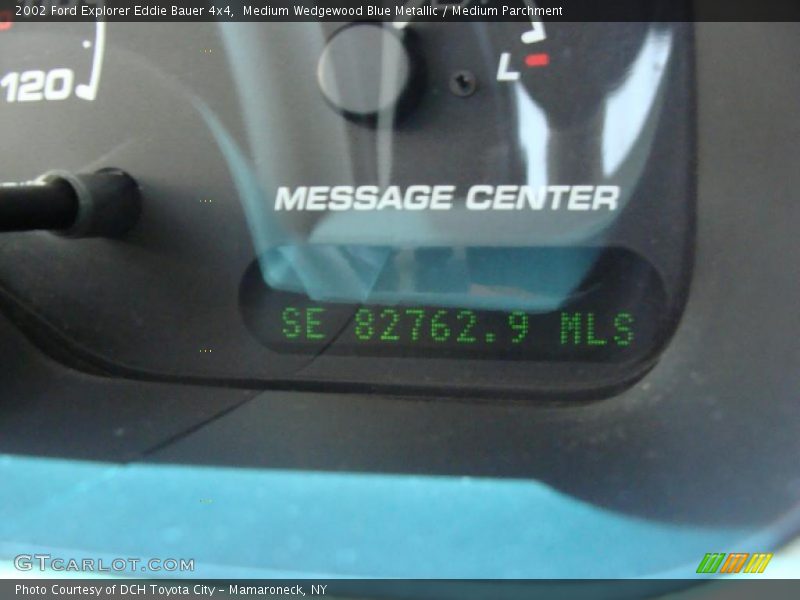 2002 Ford Explorer Eddie Bauer 4x4,  Medium Wedgewood Blue Metallic / Medium Parchment
120
L
MESSAGE CENTER
SE 82762.9 MLS
GTCARLOT.COM
Photo Courtesy of DCH Toyota City - Mamaroneck, NY